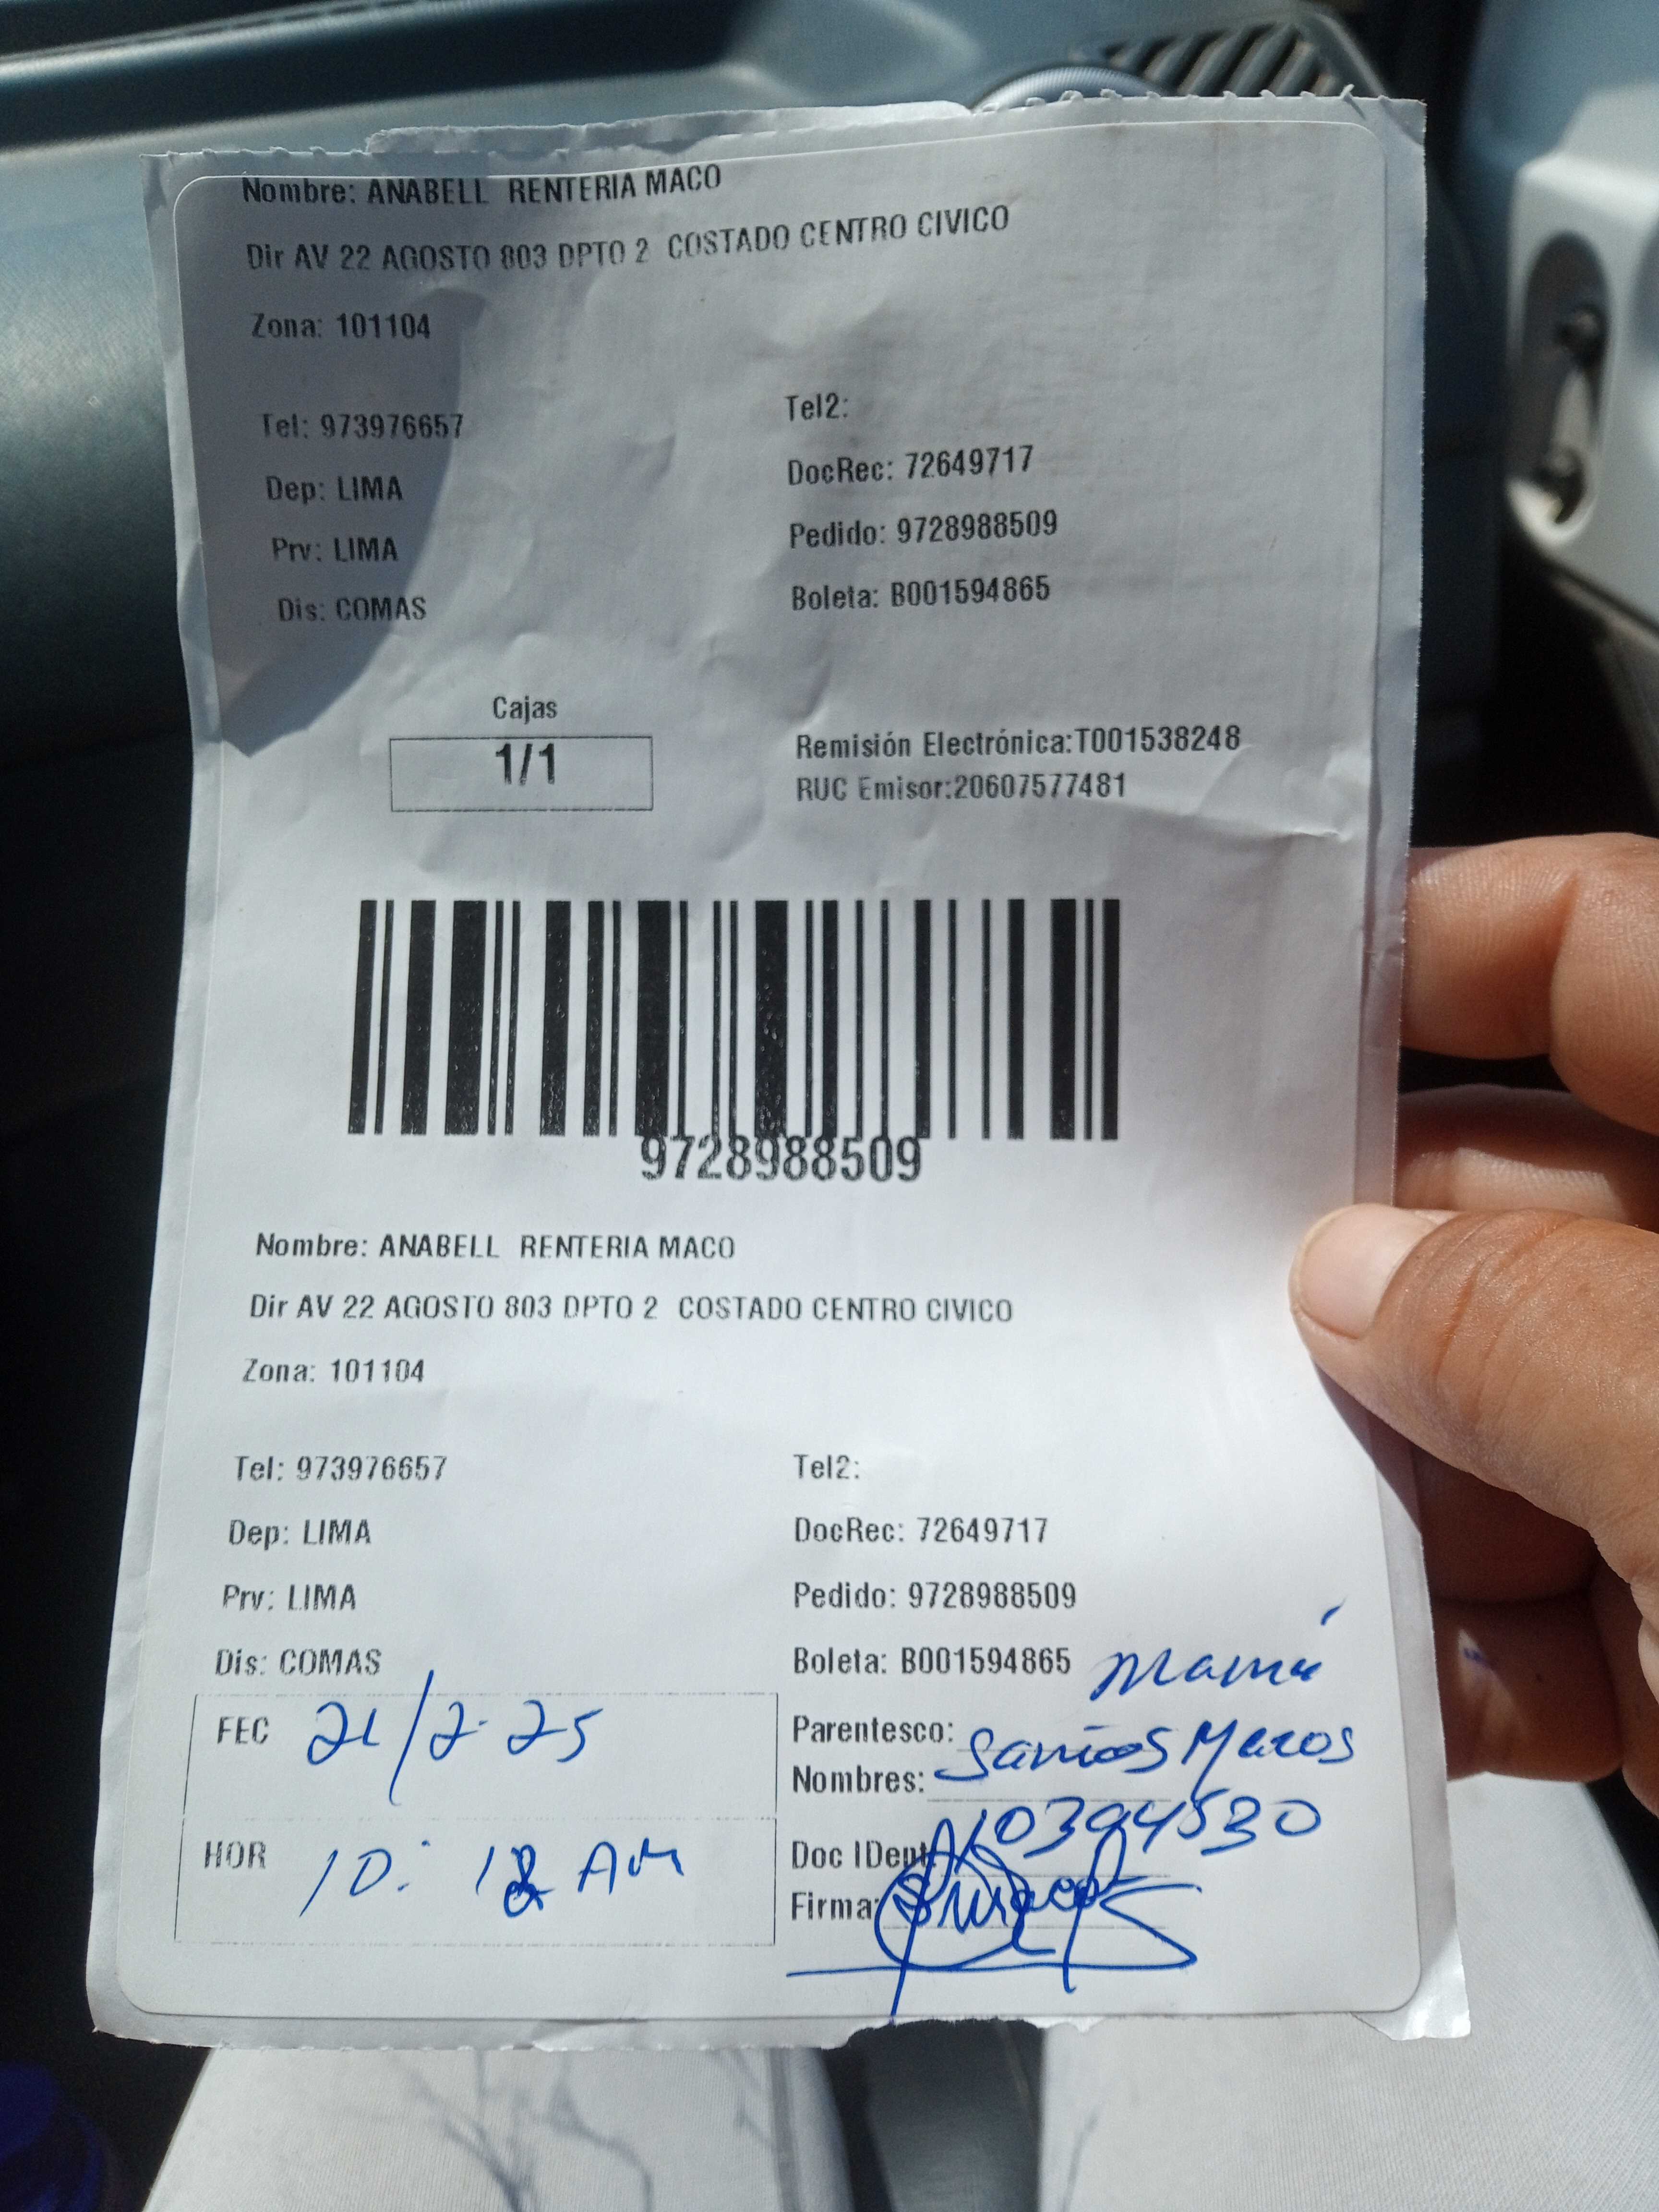 Nombre: ANABELL RENTERIA MACO
Dir AV 22 AGOSTO 803 DPTO 2 COSTADO CENTRO CIVICO
Zona: 101104
Tel: 973976657
Tel2:
Dep: LIMA
DocRec: 72649717
Prv: LIMA
Pedido: 9728988509
Dis: COMAS
Boleta: B001594865
Cajas
1/1
Remisión Electrónica:T001538248
RUC Emisor:20607577481
9728988509
Nombre: ANABELL RENTERIA MACO
Dir AV 22 AGOSTO 803 DPTO 2 COSTADO CENTRO CIVICO
Zona: 101104
Tel: 973976657
Tel2:
Dep: LIMA
DocRec: 72649717
Prv: LIMA
Pedido: 9728988509
Dis: COMAS
Boleta: B001594865
Mamá
FEC 21/2-25
Parentesco:
Nombres:
HOR 10:12 AM
Doc IDent: 10394530
Firma: